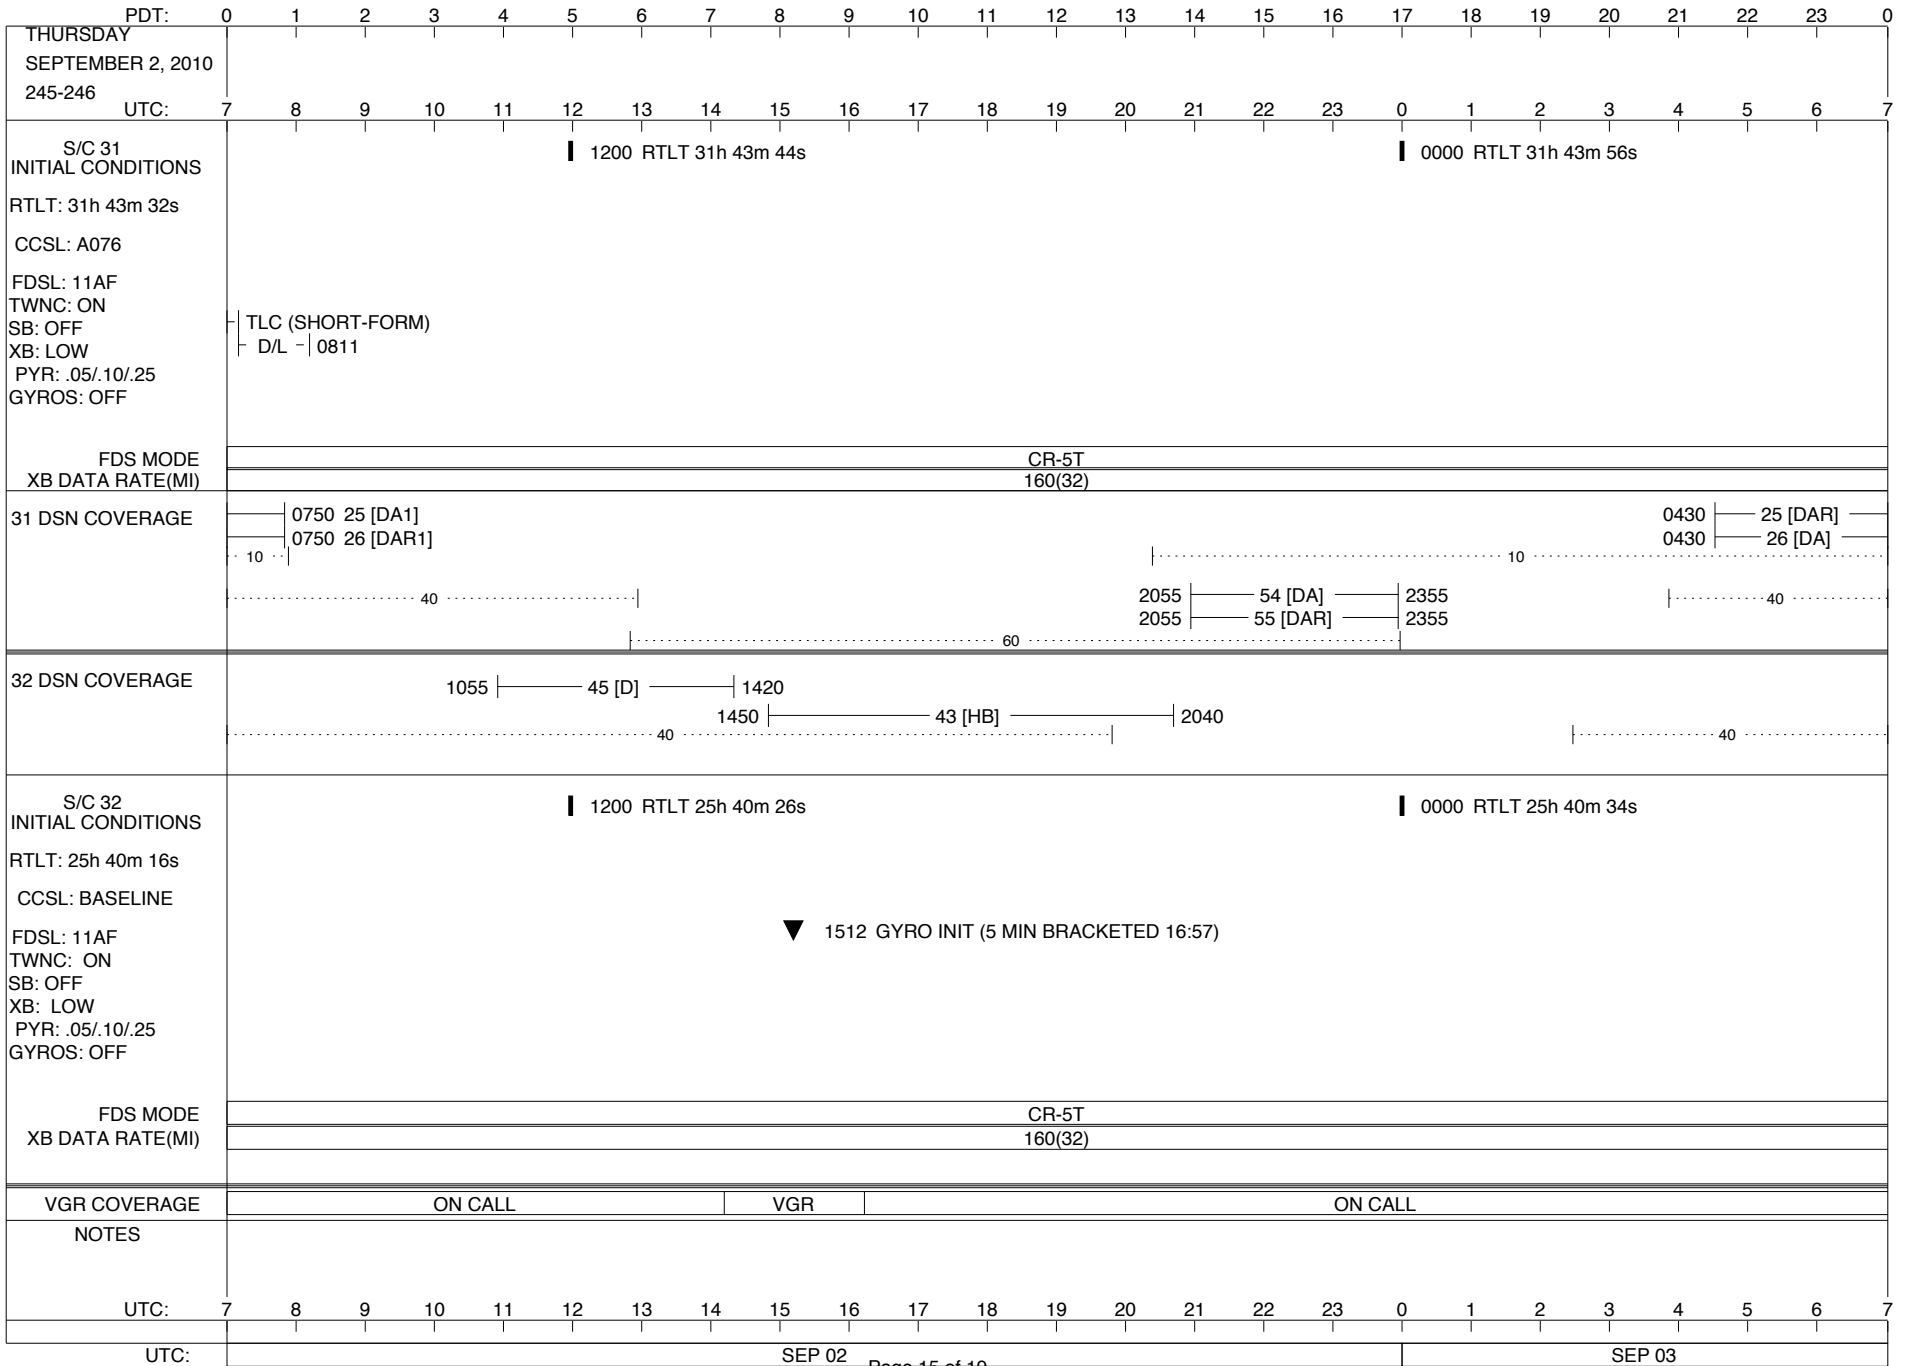 PDT: 0 1 2 3 4 5 6 7 8 9 10 11 12 13 14 15 16 17 18 19 20 21 22 23 0
THURSDAY
SEPTEMBER 2, 2010
245-246
UTC: 7 8 9 10 11 12 13 14 15 16 17 18 19 20 21 22 23 0 1 2 3 4 5 6 7
S/C 31
INITIAL CONDITIONS
1200 RTLT 31h 43m 44s
0000 RTLT 31h 43m 56s
RTLT: 31h 43m 32s
CCSL: A076
FDSL: 11AF
TWNC: ON
SB: OFF
XB: LOW
PYR: .05/.10/.25
GYROS: OFF
TLC (SHORT-FORM)
D/L 0811
FDS MODE CR-5T
XB DATA RATE(MI) 160(32)
31 DSN COVERAGE
0750 25 [DA1]
0750 26 [DAR1]
0430 25 [DAR]
0430 26 [DA]
10 10
40 40
2055 54 [DA] 2355
2055 55 [DAR] 2355
60
32 DSN COVERAGE
1055 45 [D] 1420
1450 43 [HB] 2040
40 40
S/C 32
INITIAL CONDITIONS
1200 RTLT 25h 40m 26s
0000 RTLT 25h 40m 34s
RTLT: 25h 40m 16s
CCSL: BASELINE
FDSL: 11AF
TWNC: ON
SB: OFF
XB: LOW
PYR: .05/.10/.25
GYROS: OFF
1512 GYRO INIT (5 MIN BRACKETED 16:57)
FDS MODE CR-5T
XB DATA RATE(MI) 160(32)
VGR COVERAGE ON CALL VGR ON CALL
NOTES
UTC: 7 8 9 10 11 12 13 14 15 16 17 18 19 20 21 22 23 0 1 2 3 4 5 6 7
UTC: SEP 02 SEP 03
Page 15 of 19